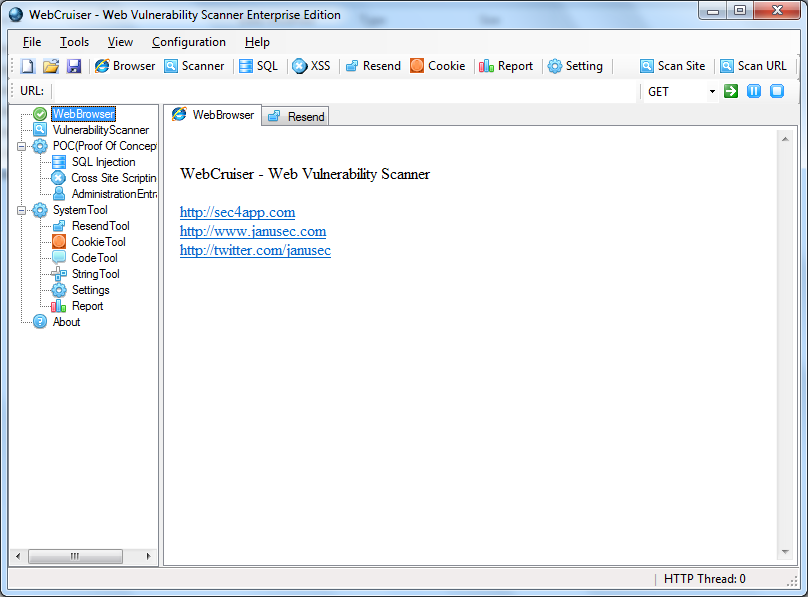 WebCruiser - Web Vulnerability Scanner Enterprise Edition
File Tools View Configuration Help
Browser Scanner SQL XSS Resend Cookie Report Setting Scan Site Scan URL
URL: GET
WebBrowser
VulnerabilityScanner
POC(Proof Of Concept
SQL Injection
Cross Site Scripting
AdministrationEntra
SystemTool
ResendTool
CookieTool
CodeTool
StringTool
Settings
Report
About
WebBrowser Resend
WebCruiser - Web Vulnerability Scanner
http://sec4app.com
http://www.janusec.com
http://twitter.com/janusec
HTTP Thread: 0